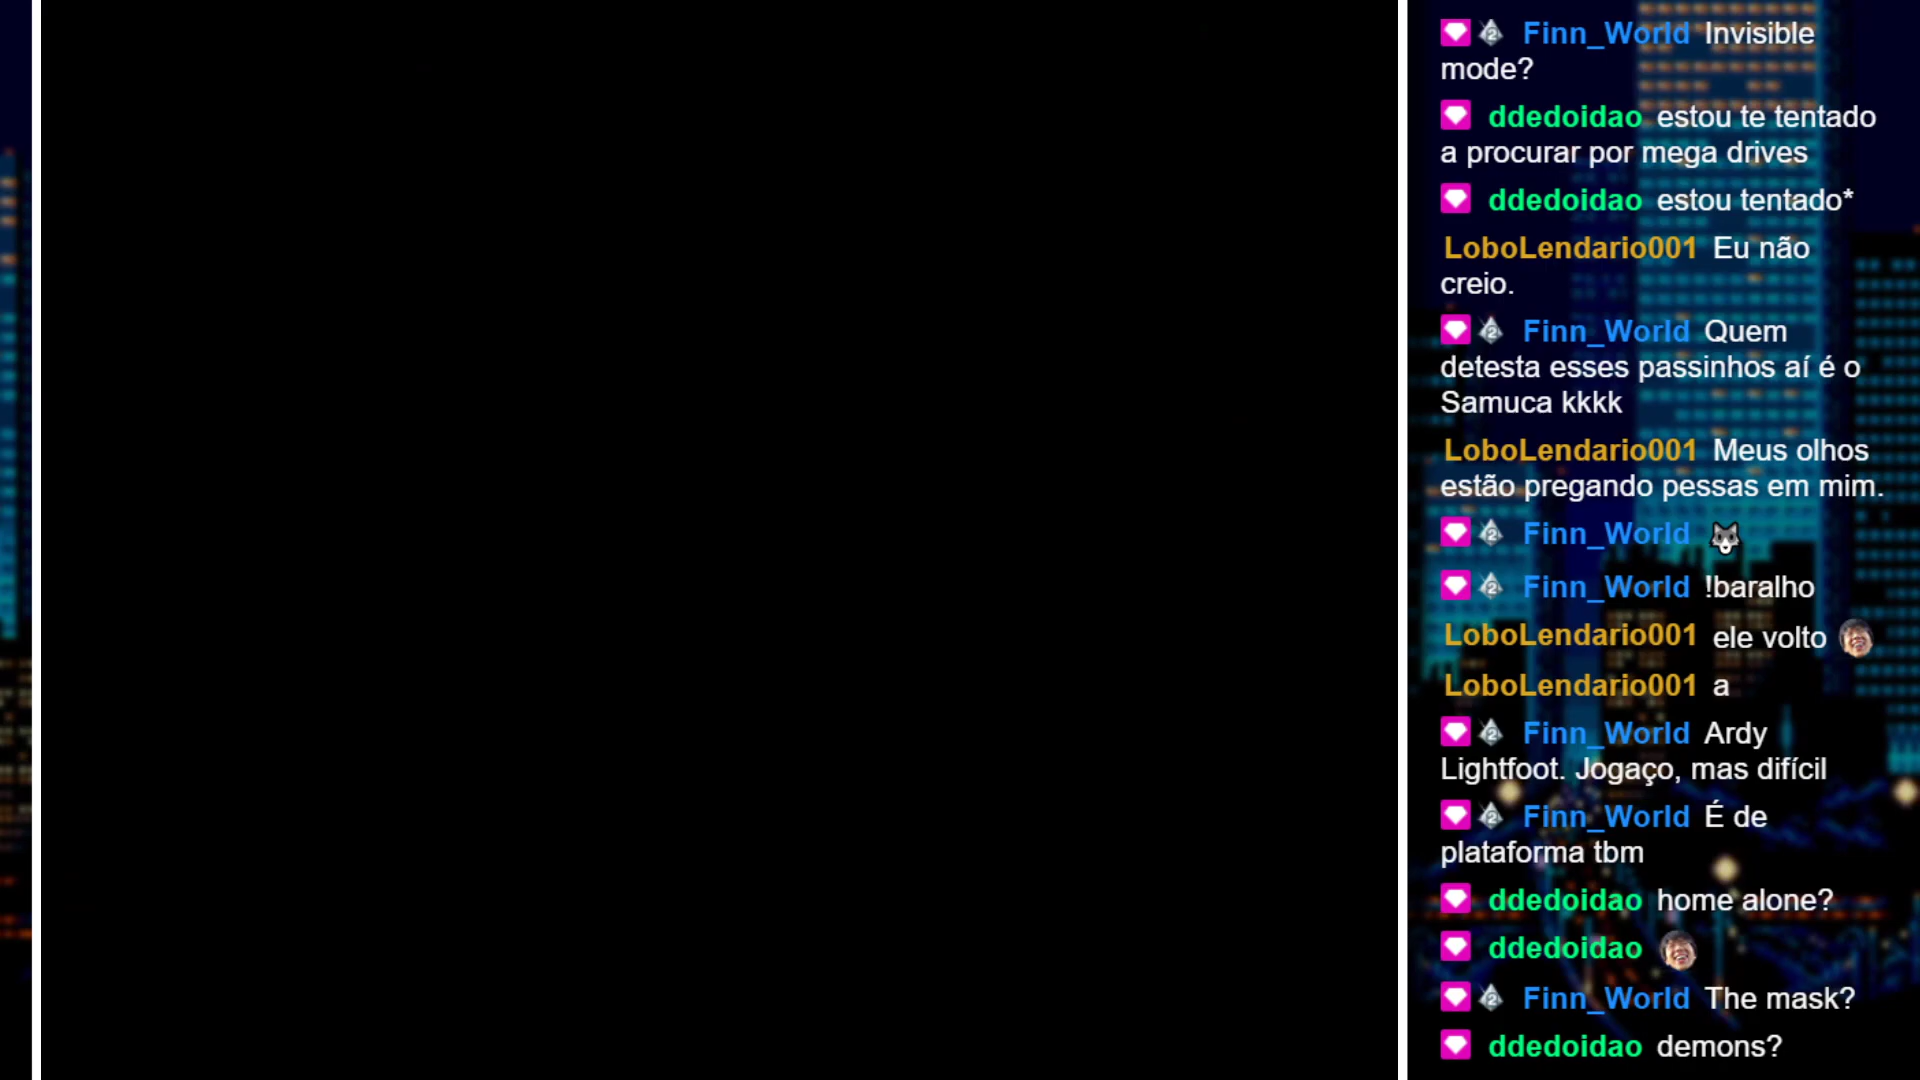 Finn_World Invisible
mode?
ddedoidao estou te tentado
a procurar por mega drives
ddedoidao estou tentado*
LoboLendario001 Eu não
creio.
Finn_World Quem
detesta esses passinhos aí é o
Samuca kkkk
LoboLendario001 Meus olhos
estão pregando pessas em mim.
Finn_World
Finn_World !baralho
LoboLendario001 ele volto
LoboLendario001 a
Finn_World Ardy
Lightfoot. Jogaço, mas difícil
Finn_World É de
plataforma tbm
ddedoidao home alone?
ddedoidao
Finn_World The mask?
ddedoidao demons?